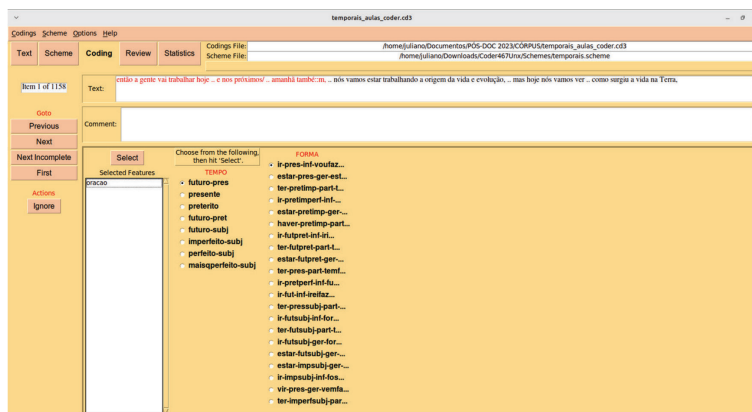 temporais_aulas_coder.cd3
Codings Scheme Options Help
Text Scheme Coding Review Statistics
Codings File: /home/juliano/Documentos/PÓS-DOC 2023/CÓRPUS/temporais_aulas_coder.cd3
Scheme File: /home/juliano/Downloads/Coder467Unx/Schemes/temporais.scheme
Item 1 of 1158
Text: então a gente vai trabalhar hoje .. e nos próximos/ .. amanhã també::m, .. nós vamos estar trabalhando a origem da vida e evolução, .. mas hoje nós vamos ver .. como surgiu a vida na Terra,
Goto
Previous
Next
Next Incomplete
First
Actions
Ignore
Comment:
Select
Selected Features
oracao
Choose from the following,
then hit 'Select'.
TEMPO
futuro-pres
presente
preterito
futuro-pret
futuro-subj
imperfeito-subj
perfeito-subj
maisqperfeito-subj
FORMA
ir-pres-inf-voufaz...
estar-pres-ger-est...
ter-pretimp-part-t...
ir-pretimperf-inf-...
estar-pretimp-ger-...
haver-pretimp-part...
ir-futpret-inf-iri...
ter-futpret-part-t...
estar-futpret-ger-...
ter-pres-part-temf...
ir-pretperf-inf-fu...
ir-fut-inf-ireifaz...
ter-pressubj-part-...
ir-futsubj-inf-for...
ter-futsubj-part-t...
ir-futsubj-ger-for...
estar-futsubj-ger-...
estar-impsubj-ger-...
ir-impsubj-inf-fos...
vir-pres-ger-vemfa...
ter-imperfsubj-par...